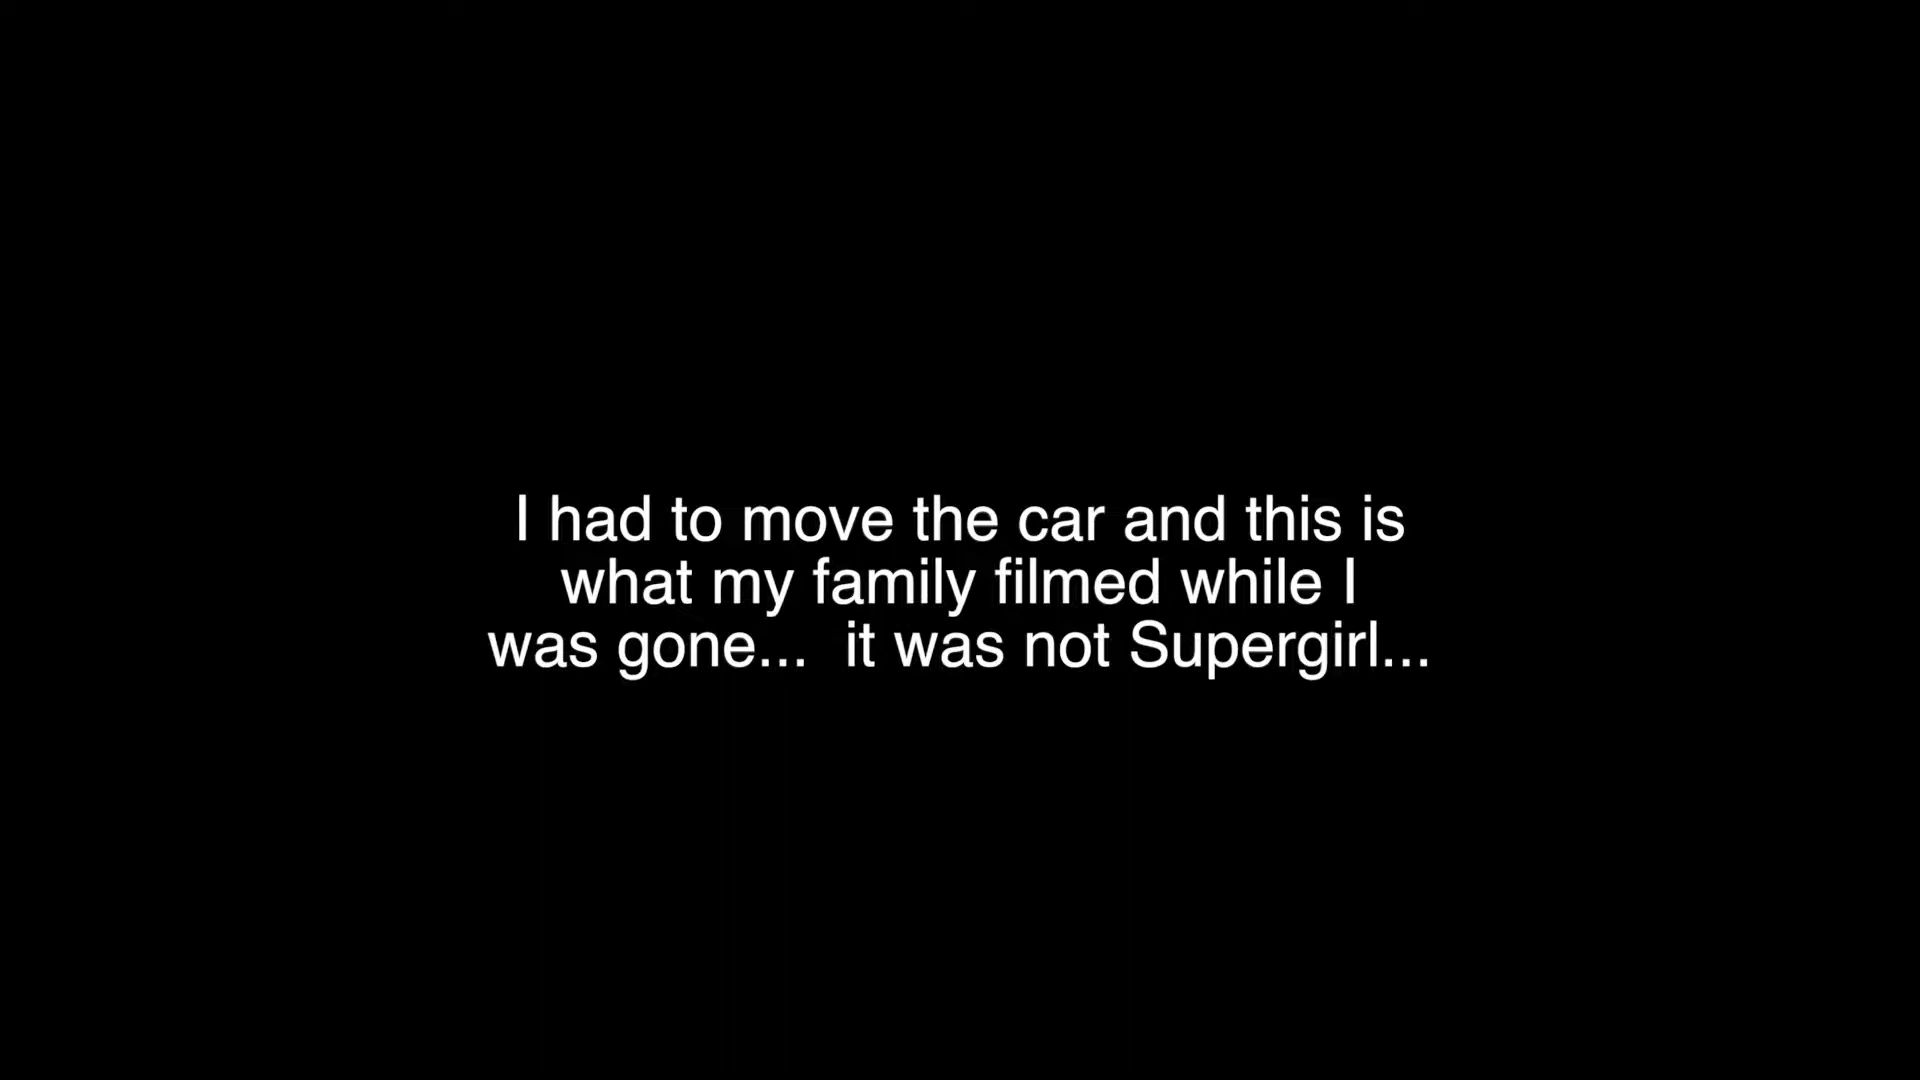 I had to move the car and this is
what my family filmed while I
was gone...  it was not Supergirl...